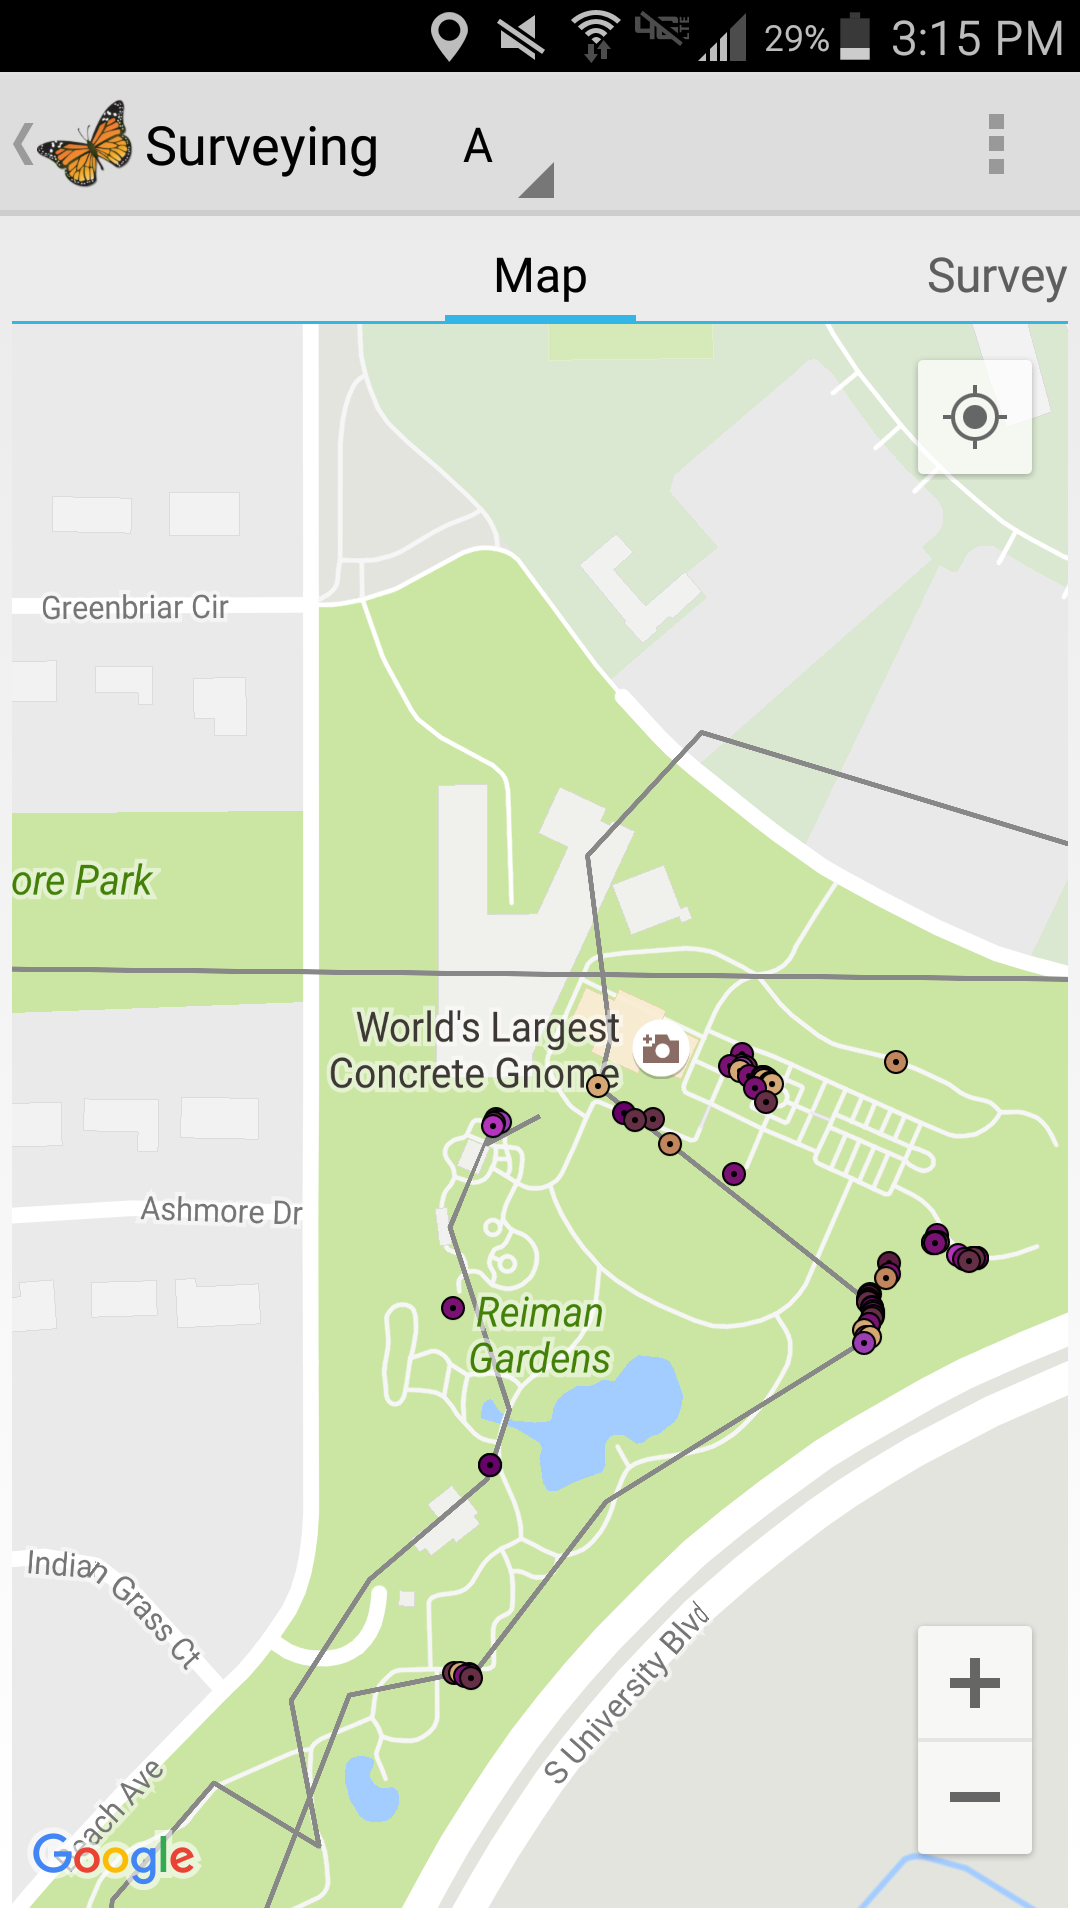 29% 3:15 PM
Surveying A
Map Survey
Greenbriar Cir
ore Park
World's Largest
Concrete Gnome
Ashmore Dr
Reiman
Gardens
Indian Grass Ct
S University Blvd
each Ave
Google